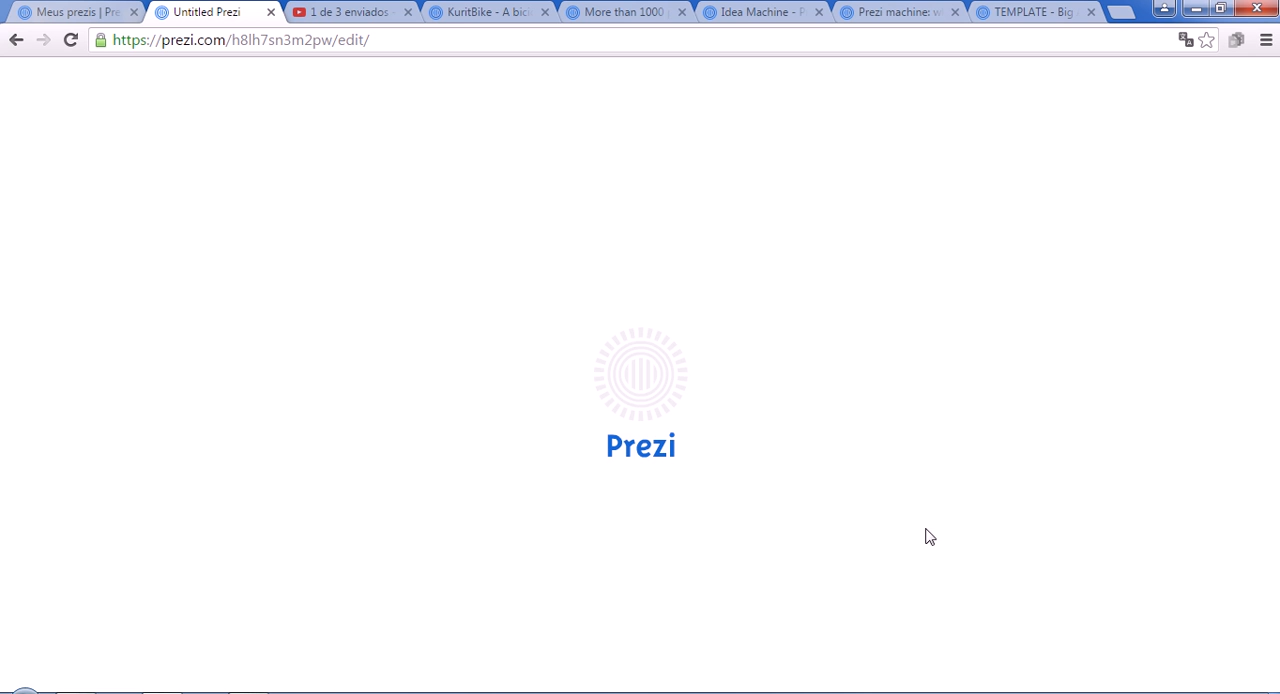 Meus prezis | Pre
Untitled Prezi
1 de 3 enviados -
KuritBike - A bici
More than 1000
Idea Machine - P
Prezi machine: w
TEMPLATE - Big
https://prezi.com/h8lh7sn3m2pw/edit/
Prezi